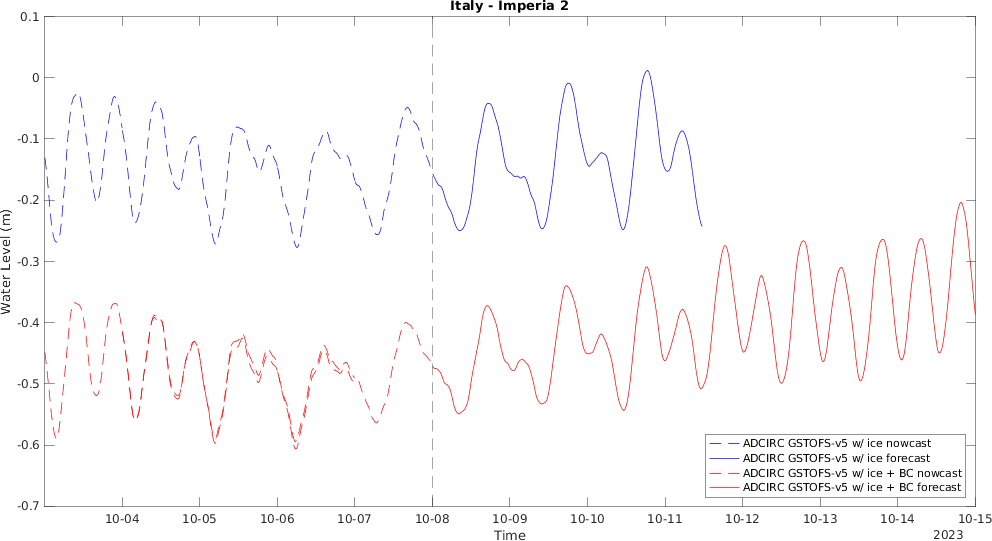 Italy - Imperia 2
Water Level (m)
0.1
0
-0.1
-0.2
-0.3
-0.4
-0.5
-0.6
-0.7
ADCIRC GSTOFS-v5 w/ ice nowcast
ADCIRC GSTOFS-v5 w/ ice forecast
ADCIRC GSTOFS-v5 w/ ice + BC nowcast
ADCIRC GSTOFS-v5 w/ ice + BC forecast
10-04 10-05 10-06 10-07 10-08 10-09 10-10 10-11 10-12 10-13 10-14 10-15
Time
2023